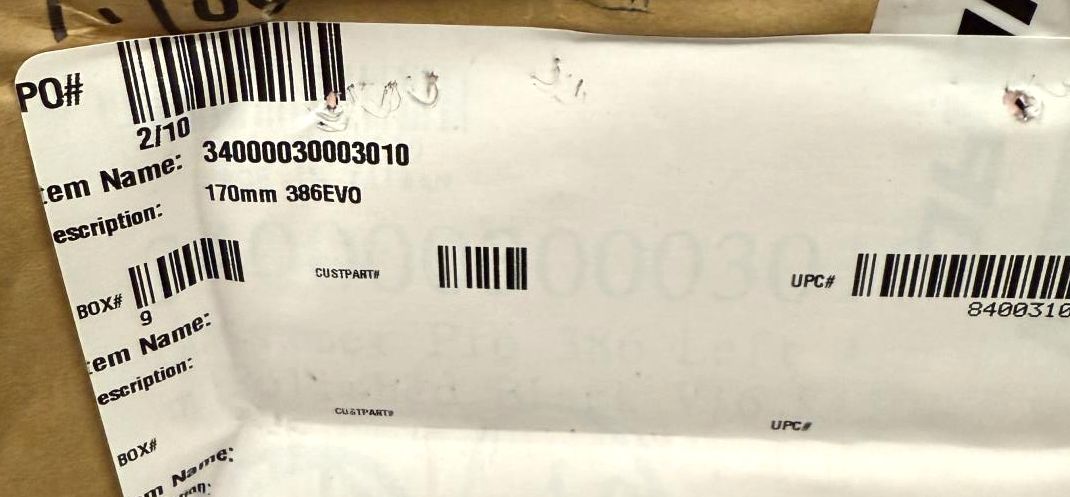 PO#
2/10
tem Name: 34000030003010
escription: 170mm 386EVO
BOX# CUSTPART# UPC#
9 8400310
tem Name:
escription:
CUSTPART# UPC#
BOX#
m Name: